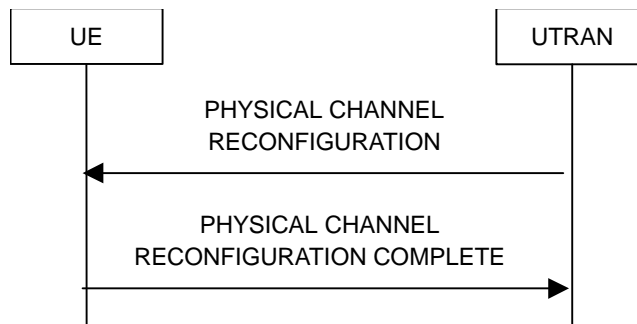 UE
UTRAN
PHYSICAL CHANNEL
RECONFIGURATION
PHYSICAL CHANNEL
RECONFIGURATION COMPLETE